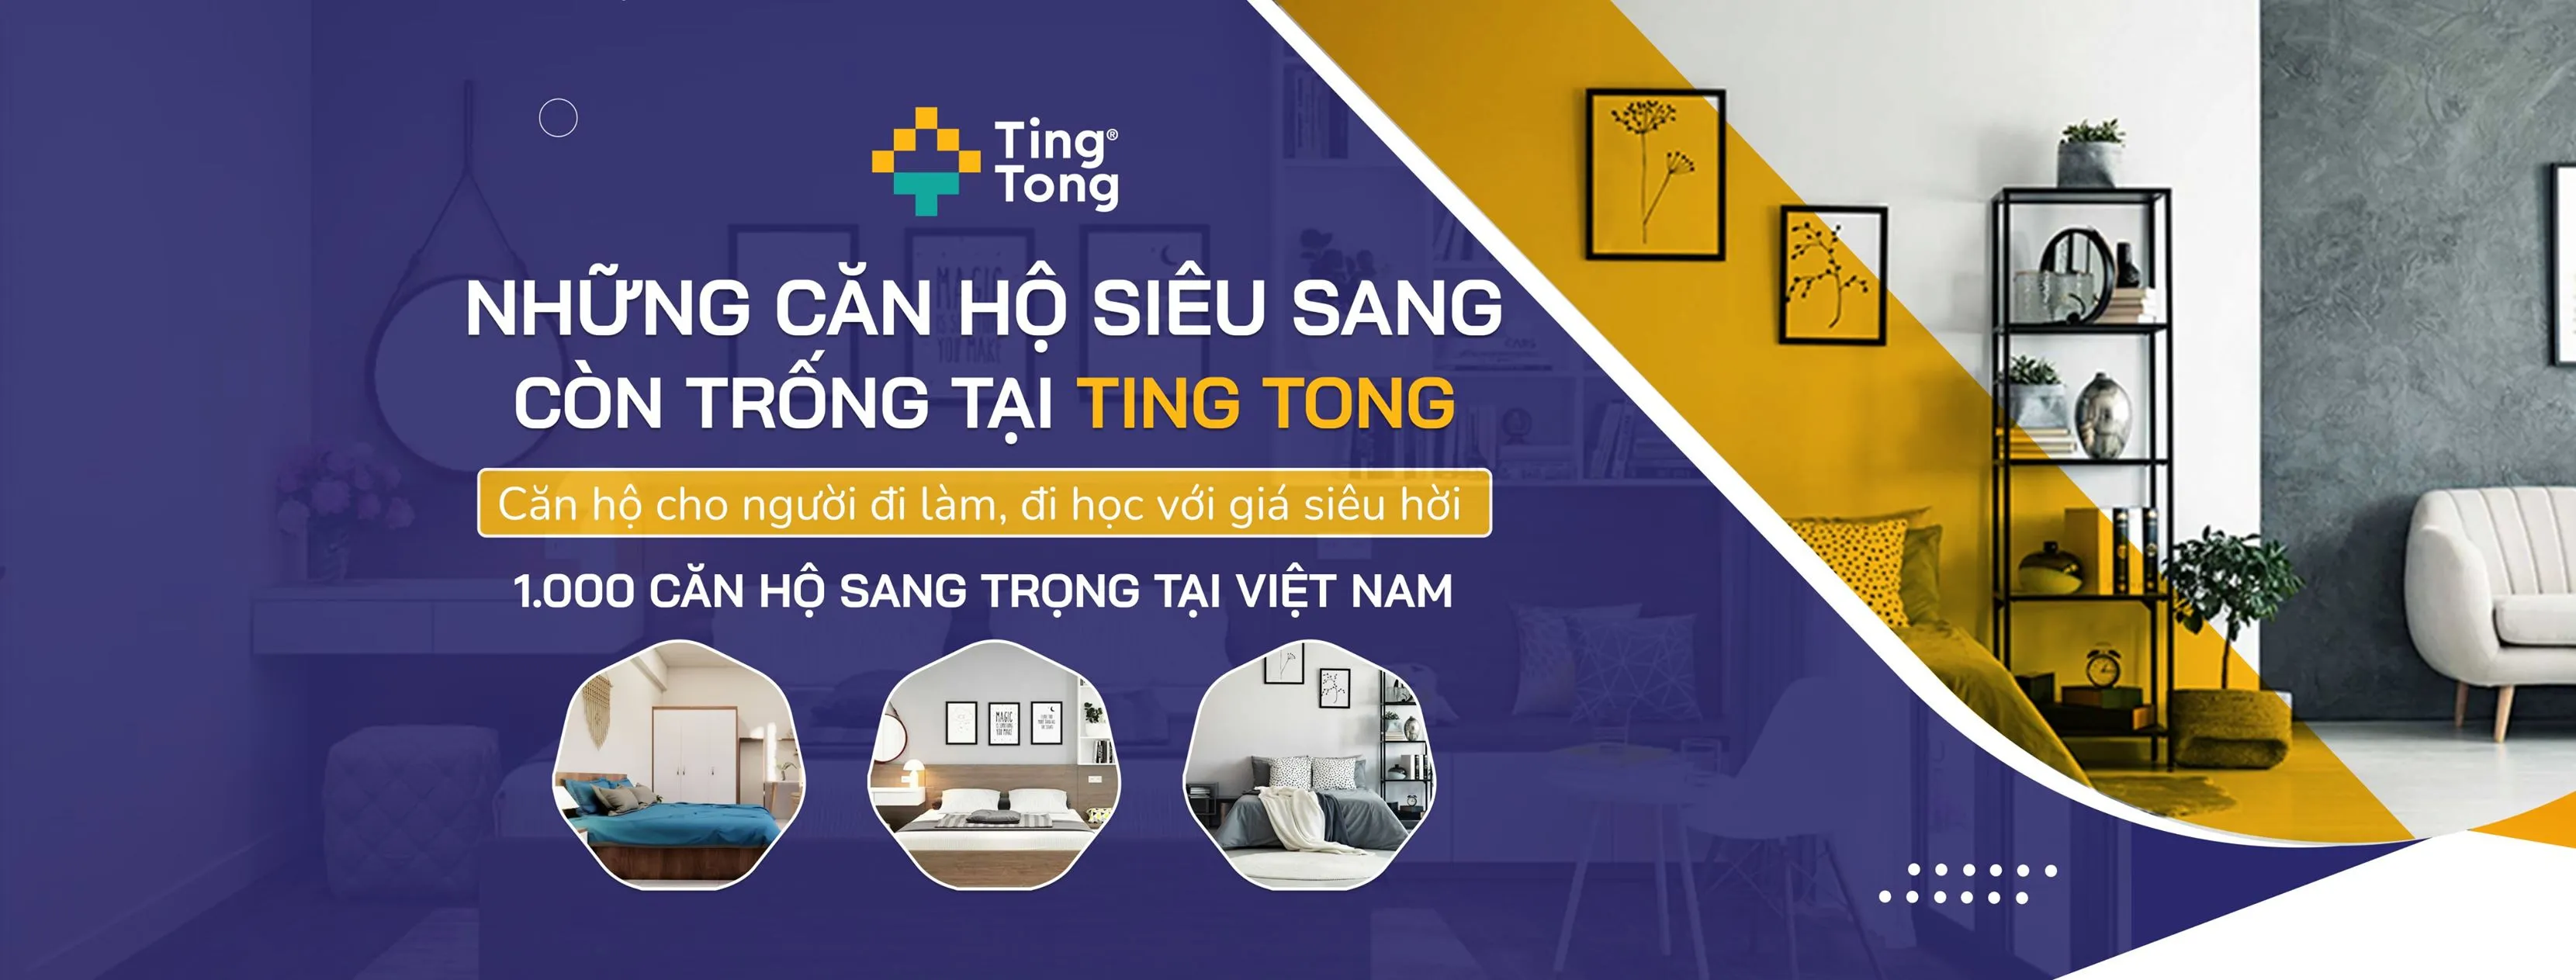 Ting®
Tong
NHỮNG CĂN HỘ SIÊU SANG
CÒN TRỐNG TẠI TING TONG
Căn hộ cho người đi làm, đi học với giá siêu hời
1.000 CĂN HỘ SANG TRỌNG TẠI VIỆT NAM